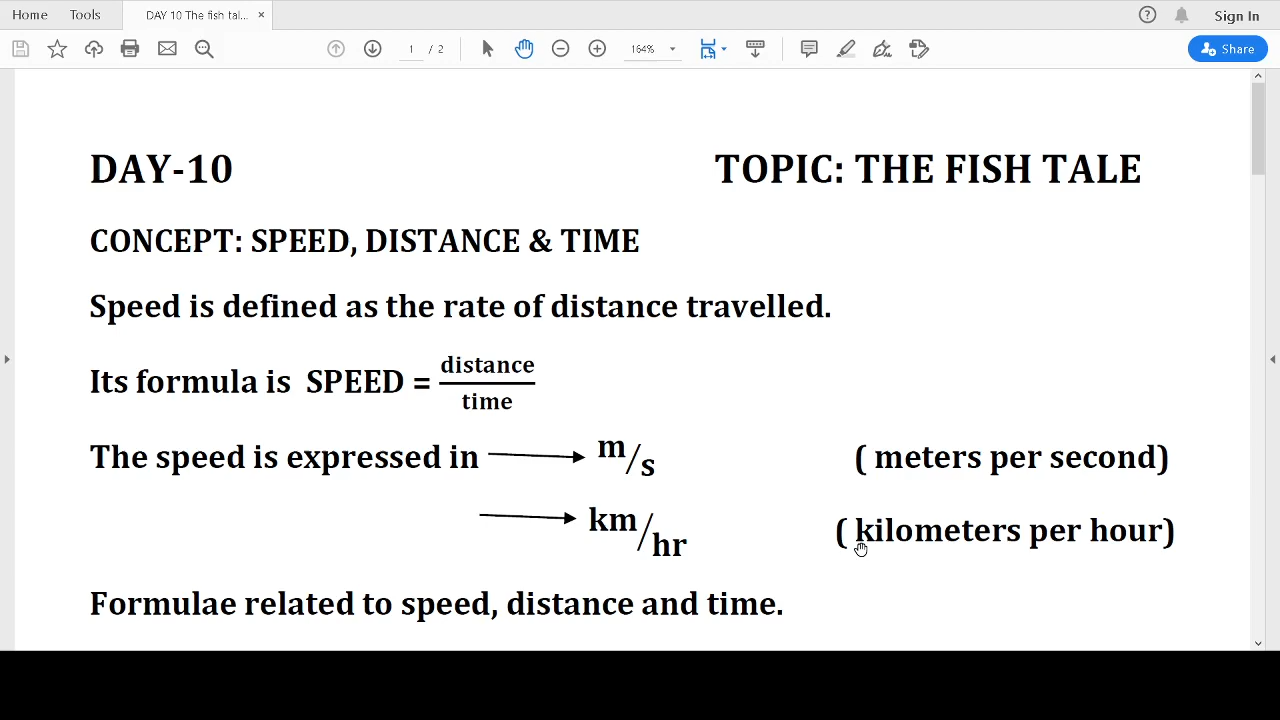 Home Tools DAY 10 The fish tal... × Sign In
1 / 2 164% Share
DAY-10 TOPIC: THE FISH TALE
CONCEPT: SPEED, DISTANCE & TIME
Speed is defined as the rate of distance travelled.
Its formula is SPEED = distance/time
The speed is expressed in m/s ( meters per second)
km/hr ( kilometers per hour)
Formulae related to speed, distance and time.